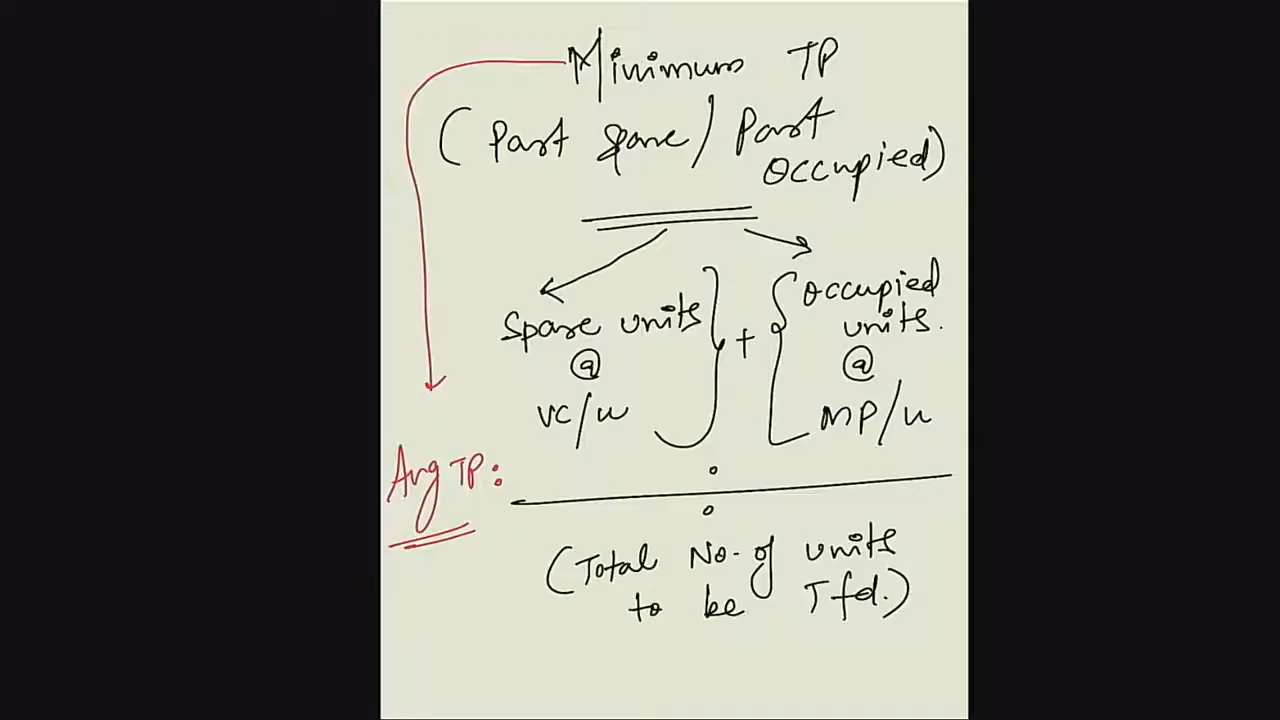 Minimum TP
(Part spare / Part
occupied)
Spare units
@
VC/u
+
Occupied
units.
@
MP/u
Avg TP:
÷
(Total No. of units
to be Tfd.)